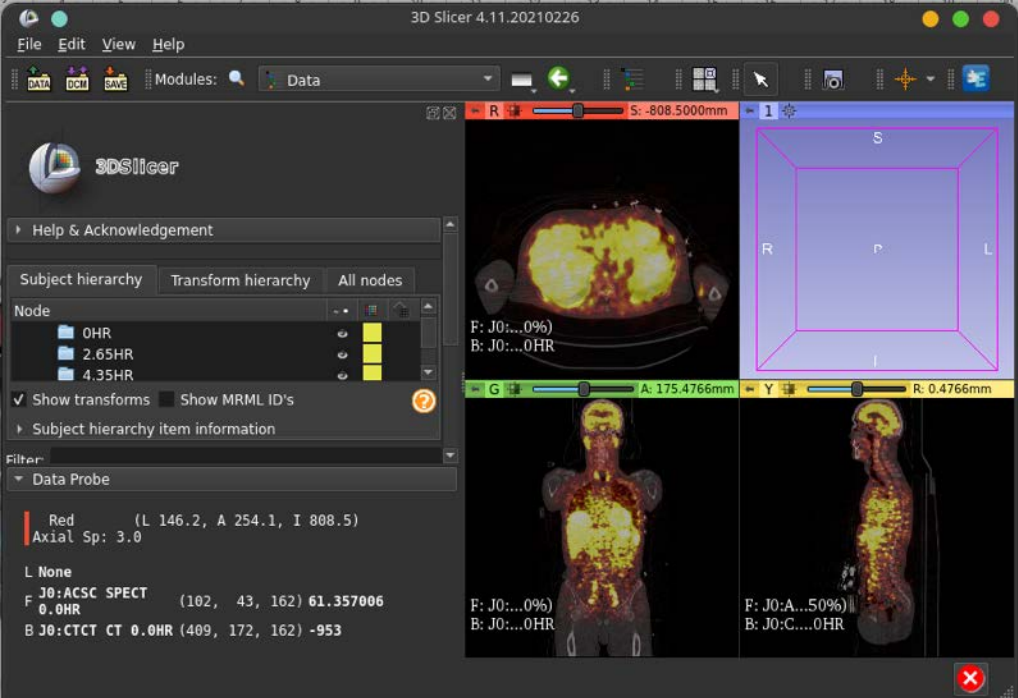 3D Slicer 4.11.20210226
File Edit View Help
DATA DCM SAVE Modules: Data
3DSlicer
Help & Acknowledgement
Subject hierarchy Transform hierarchy All nodes
Node
0HR
2.65HR
4.35HR
Show transforms Show MRML ID's
Subject hierarchy item information
Filter:
Data Probe
Red (L 146.2, A 254.1, I 808.5)
Axial Sp: 3.0
L None
F J0:ACSC SPECT 0.0HR (102, 43, 162) 61.357006
B J0:CTCT CT 0.0HR (409, 172, 162) -953
R S: -808.5000mm
F: J0:...0%)
B: J0:...0HR
1
S
R P L
I
G A: 175.4766mm
F: J0:...0%)
B: J0:...0HR
Y R: 0.4766mm
F: J0:A...50%)
B: J0:C....0HR